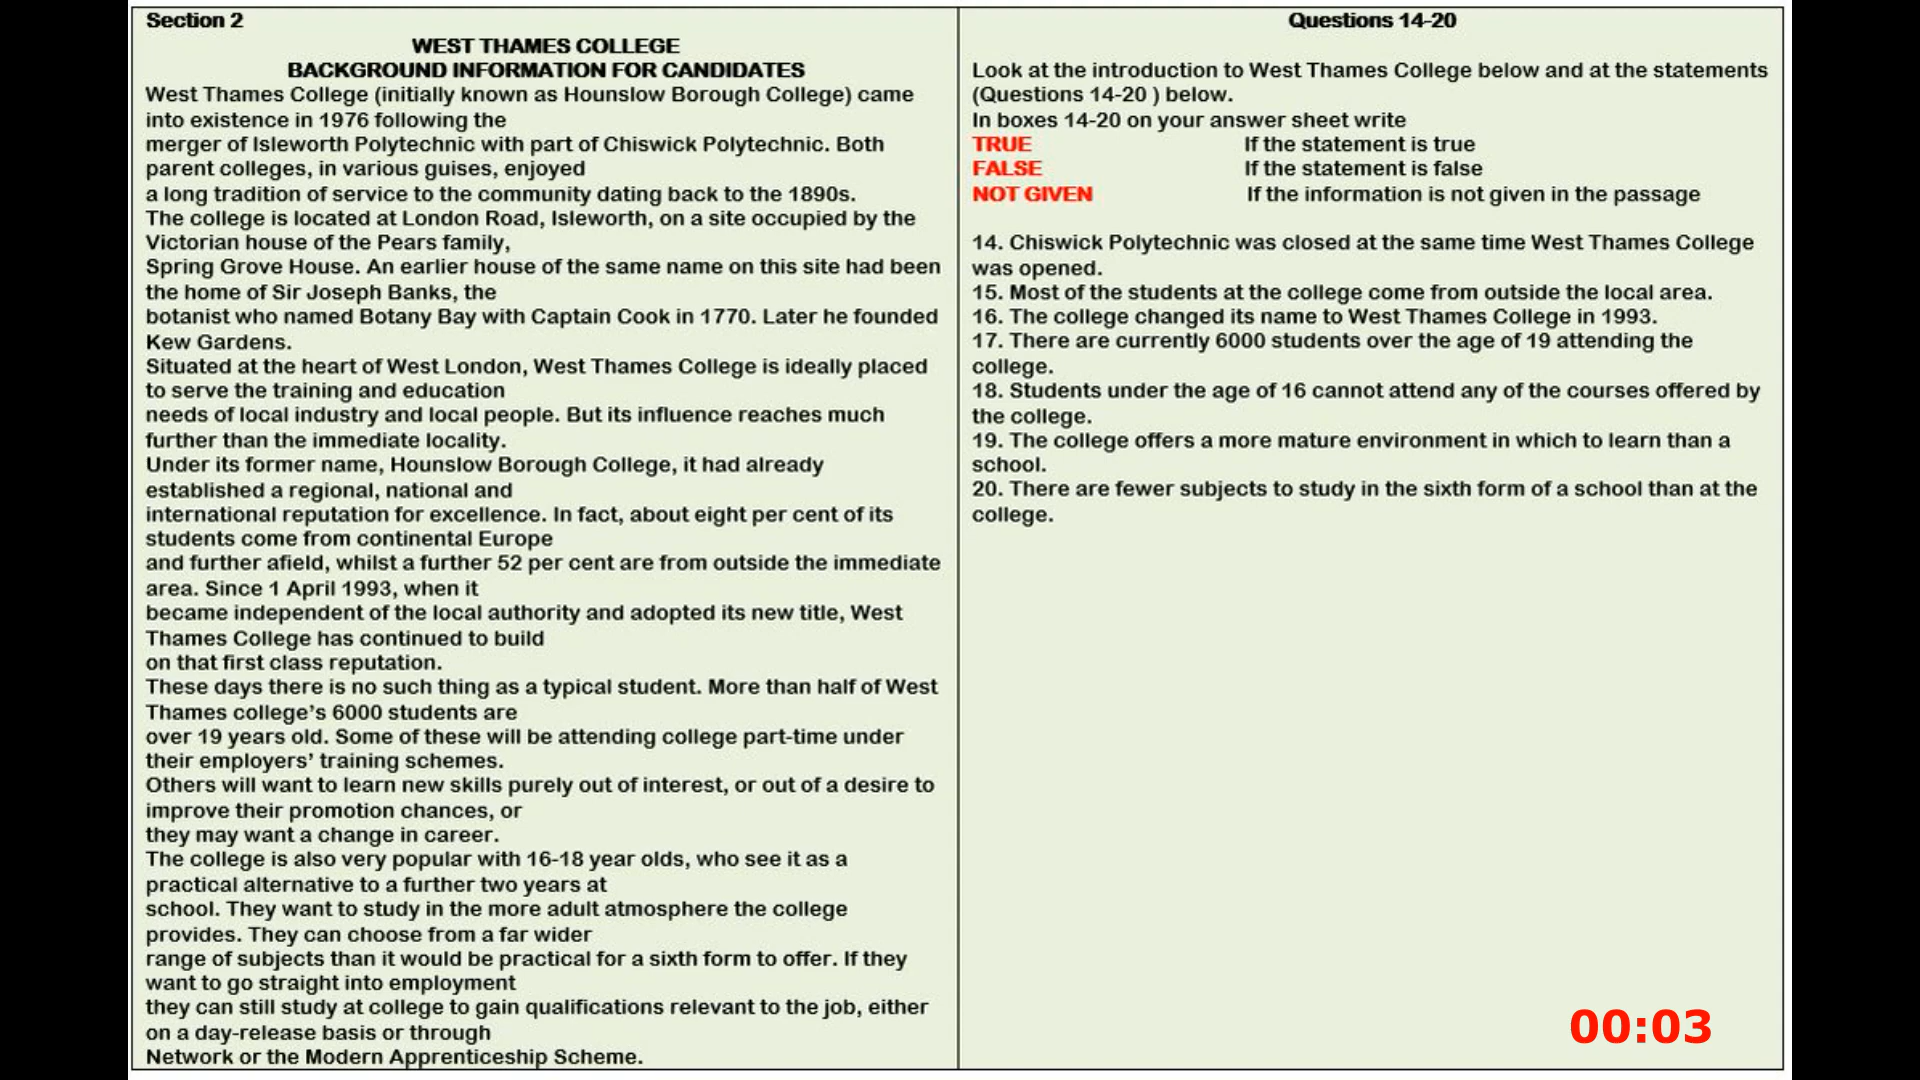 Section 2
WEST THAMES COLLEGE
BACKGROUND INFORMATION FOR CANDIDATES
West Thames College (initially known as Hounslow Borough College) came
into existence in 1976 following the
merger of Isleworth Polytechnic with part of Chiswick Polytechnic. Both
parent colleges, in various guises, enjoyed
a long tradition of service to the community dating back to the 1890s.
The college is located at London Road, Isleworth, on a site occupied by the
Victorian house of the Pears family,
Spring Grove House. An earlier house of the same name on this site had been
the home of Sir Joseph Banks, the
botanist who named Botany Bay with Captain Cook in 1770. Later he founded
Kew Gardens.
Situated at the heart of West London, West Thames College is ideally placed
to serve the training and education
needs of local industry and local people. But its influence reaches much
further than the immediate locality.
Under its former name, Hounslow Borough College, it had already
established a regional, national and
international reputation for excellence. In fact, about eight per cent of its
students come from continental Europe
and further afield, whilst a further 52 per cent are from outside the immediate
area. Since 1 April 1993, when it
became independent of the local authority and adopted its new title, West
Thames College has continued to build
on that first class reputation.
These days there is no such thing as a typical student. More than half of West
Thames college’s 6000 students are
over 19 years old. Some of these will be attending college part-time under
their employers’ training schemes.
Others will want to learn new skills purely out of interest, or out of a desire to
improve their promotion chances, or
they may want a change in career.
The college is also very popular with 16-18 year olds, who see it as a
practical alternative to a further two years at
school. They want to study in the more adult atmosphere the college
provides. They can choose from a far wider
range of subjects than it would be practical for a sixth form to offer. If they
want to go straight into employment
they can still study at college to gain qualifications relevant to the job, either
on a day-release basis or through
Network or the Modern Apprenticeship Scheme.
Questions 14-20
Look at the introduction to West Thames College below and at the statements
(Questions 14-20 ) below.
In boxes 14-20 on your answer sheet write
TRUE If the statement is true
FALSE If the statement is false
NOT GIVEN If the information is not given in the passage
14. Chiswick Polytechnic was closed at the same time West Thames College
was opened.
15. Most of the students at the college come from outside the local area.
16. The college changed its name to West Thames College in 1993.
17. There are currently 6000 students over the age of 19 attending the
college.
18. Students under the age of 16 cannot attend any of the courses offered by
the college.
19. The college offers a more mature environment in which to learn than a
school.
20. There are fewer subjects to study in the sixth form of a school than at the
college.
00:03